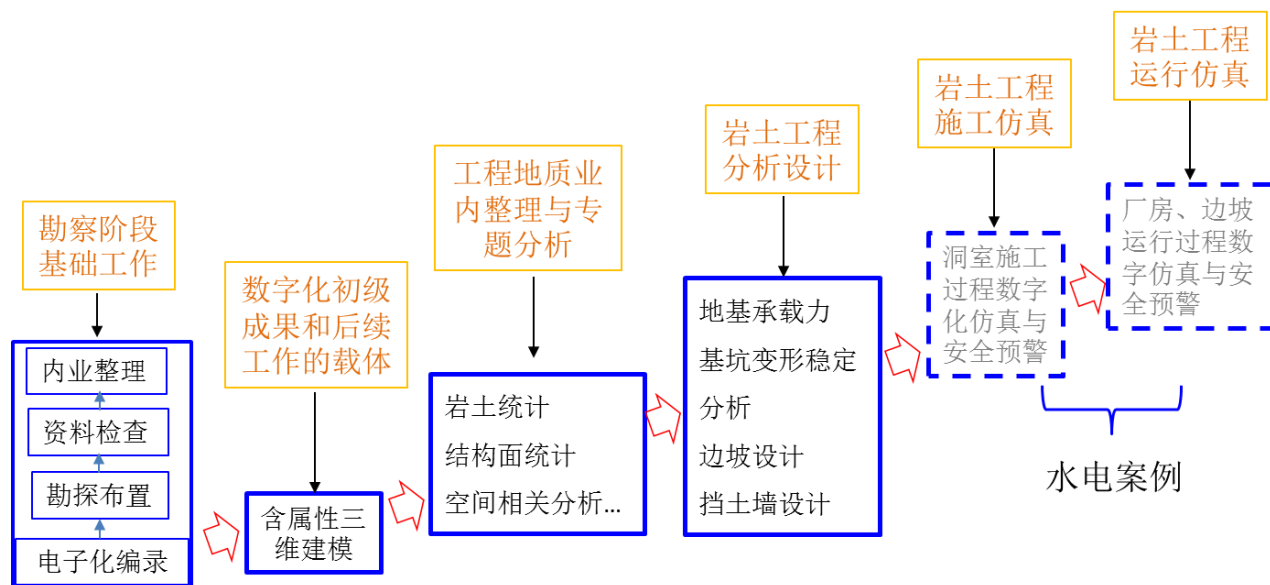 勘察阶段
基础工作
内业整理
资料检查
勘探布置
电子化编录
数字化初级
成果和后续
工作的载体
含属性三
维建模
工程地质业
内整理与专
题分析
岩土统计
结构面统计
空间相关分析...
岩土工程
分析设计
地基承载力
基坑变形稳定
分析
边坡设计
挡土墙设计
岩土工程
施工仿真
洞室施工
过程数字
化仿真与
安全预警
岩土工程
运行仿真
厂房、边坡
运行过程数
字仿真与安
全预警
水电案例